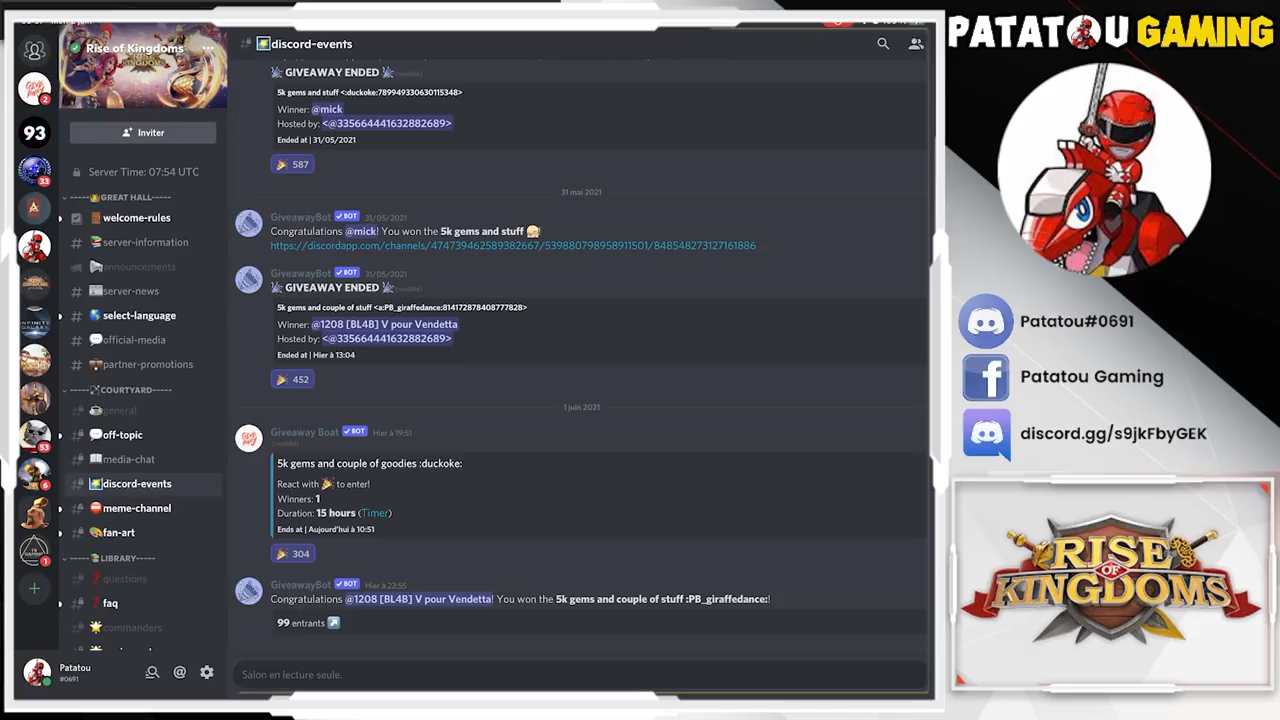 PATATOU GAMING
Rise of Kingdoms
discord-events
2
93
33
53
6
1
Inviter
Server Time: 07:54 UTC
GREAT HALL-----
welcome-rules
server-information
announcements
server-news
select-language
official-media
partner-promotions
COURTYARD-----
general
off-topic
media-chat
discord-events
meme-channel
fan-art
LIBRARY-----
questions
faq
commanders
Patatou
#0691
GIVEAWAY ENDED (modifié)
5k gems and stuff <:duckoke:789949330630115348>
Winner: @mick
Hosted by: <@335664441632882689>
Ended at | 31/05/2021
587
31 mai 2021
GiveawayBot BOT 31/05/2021
Congratulations @mick! You won the 5k gems and stuff !
https://discordapp.com/channels/474739462589382667/539880798958911501/848548273127161886
GiveawayBot BOT 31/05/2021
GIVEAWAY ENDED (modifié)
5k gems and couple of stuff <a:PB_giraffedance:814172878408777828>
Winner: @1208 [BL4B] V pour Vendetta
Hosted by: <@335664441632882689>
Ended at | Hier à 13:04
452
1 juin 2021
Giveaway Boat BOT Hier à 19:51
(modifié)
5k gems and couple of goodies :duckoke:
React with 🎉 to enter!
Winners: 1
Duration: 15 hours (Timer)
Ends at | Aujourd'hui à 10:51
304
GiveawayBot BOT Hier à 22:55
Congratulations @1208 [BL4B] V pour Vendetta! You won the 5k gems and couple of stuff :PB_giraffedance:!
99 entrants
Salon en lecture seule.
Patatou#0691
Patatou Gaming
discord.gg/s9jkFbyGEK
RISE
OF
KINGDOMS